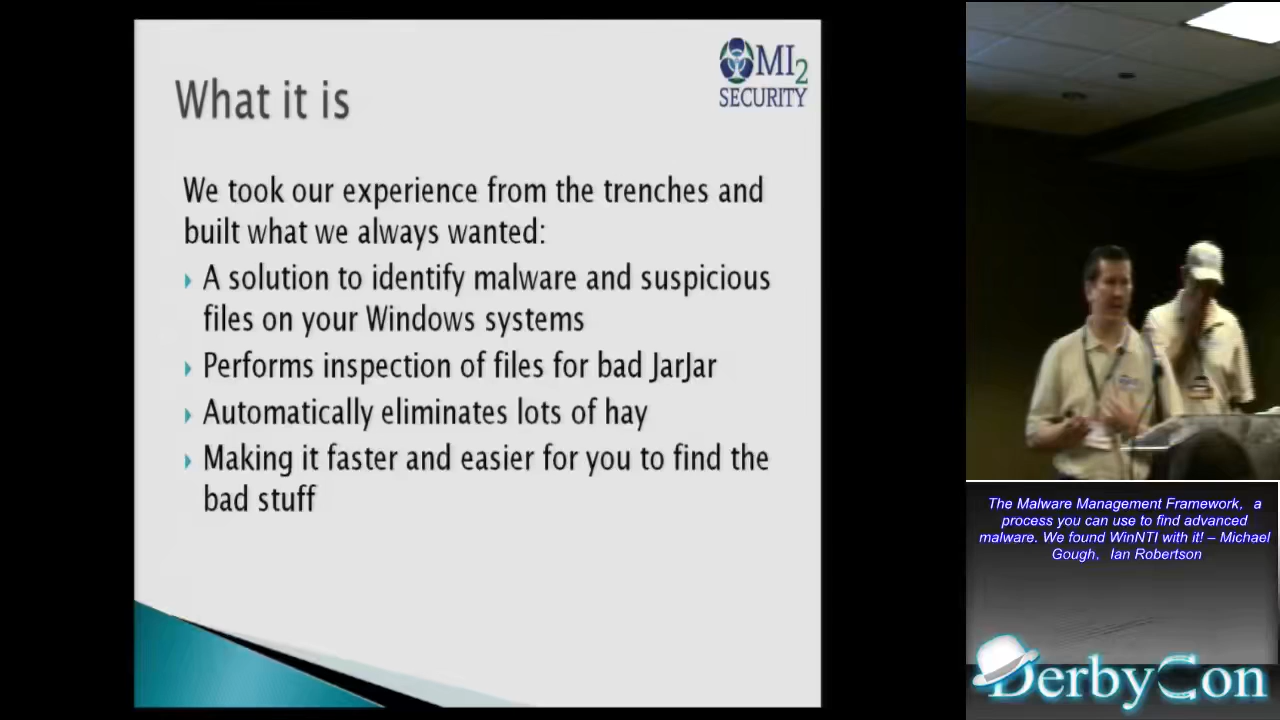 What it is
MI2
SECURITY
We took our experience from the trenches and
built what we always wanted:
A solution to identify malware and suspicious
files on your Windows systems
Performs inspection of files for bad JarJar
Automatically eliminates lots of hay
Making it faster and easier for you to find the
bad stuff
The Malware Management Framework, a
process you can use to find advanced
malware. We found WinNTI with it! – Michael
Gough, Ian Robertson
DerbyCon